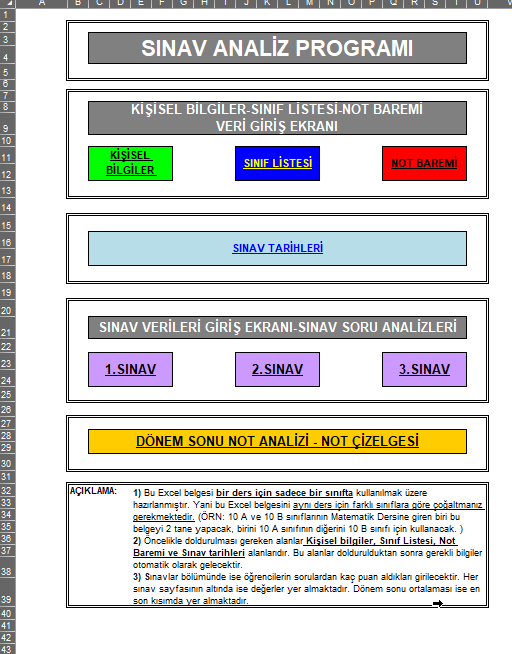 A B C D E F G H I J K L M N O P Q R S T U
1
2
3
SINAV ANALİZ PROGRAMI
4
5
6
7
8
KİŞİSEL BİLGİLER-SINIF LİSTESİ-NOT BAREMİ
9
VERİ GİRİŞ EKRANI
10
11
KİŞİSEL
BİLGİLER
SINIF LİSTESİ
NOT BAREMİ
12
13
14
15
16
SINAV TARİHLERİ
17
18
19
20
21
SINAV VERİLERİ GİRİŞ EKRANI-SINAV SORU ANALİZLERİ
22
23
1.SINAV
2.SINAV
3.SINAV
24
25
26
27
28
DÖNEM SONU NOT ANALİZİ - NOT ÇİZELGESİ
29
30
31
32
AÇIKLAMA:
1) Bu Excel belgesi bir ders için sadece bir sınıfta kullanılmak üzere
33
hazırlanmıştır. Yani bu Excel belgesini aynı ders için farklı sınıflara göre çoğaltmanız
34
gerekmektedir. (ÖRN: 10 A ve 10 B sınıflarının Matematik Dersine giren biri bu
35
belgeyi 2 tane yapacak, birini 10 A sınıfının diğerini 10 B sınıfı için kullanacak. )
36
2) Öncelikle doldurulması gereken alanlar Kişisel bilgiler, Sınıf Listesi, Not
37
Baremi ve Sınav tarihleri alanlarıdır. Bu alanlar doldurulduktan sonra gerekli bilgiler
38
otomatik olarak gelecektir.
3) Sınavlar bölümünde ise öğrencilerin sorulardan kaç puan aldıkları girilecektir. Her
sınav sayfasının altında ise değerler yer almaktadır. Dönem sonu ortalaması ise en
39
son kısımda yer almaktadır.
40
41
42
43